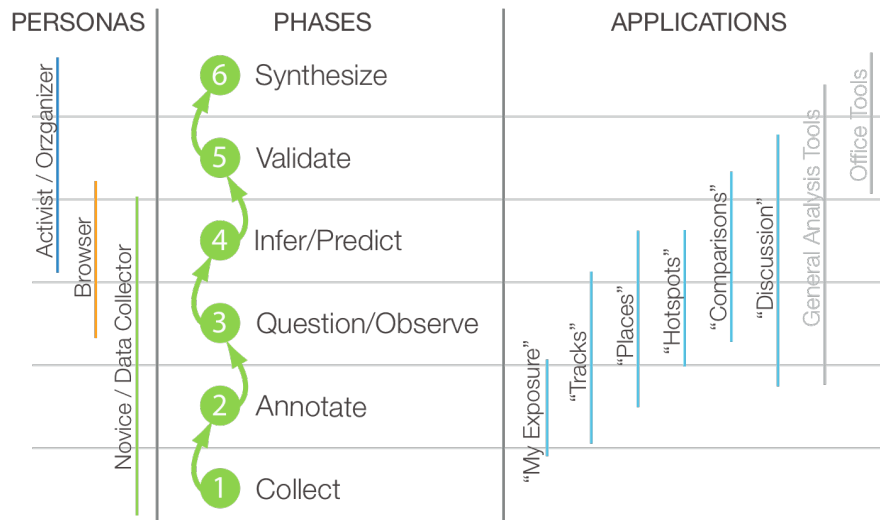 PERSONAS
PHASES
APPLICATIONS
Activist / Orzganizer
Browser
Novice / Data Collector
6 Synthesize
5 Validate
4 Infer/Predict
3 Question/Observe
2 Annotate
1 Collect
“My Exposure”
“Tracks”
“Places”
“Hotspots”
“Comparisons”
“Discussion”
General Analysis Tools
Office Tools